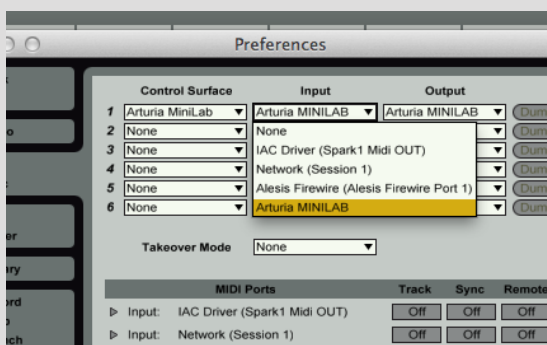 Preferences
Control Surface Input Output
1 Arturia MiniLab Arturia MINILAB Arturia MINILAB
2 None None
3 None IAC Driver (Spark1 Midi OUT)
4 None Network (Session 1)
5 None Alesis Firewire (Alesis Firewire Port 1)
6 None Arturia MINILAB
Takeover Mode None
MIDI Ports Track Sync Remote
Input: IAC Driver (Spark1 Midi OUT) Off Off Off
Input: Network (Session 1) Off Off Off